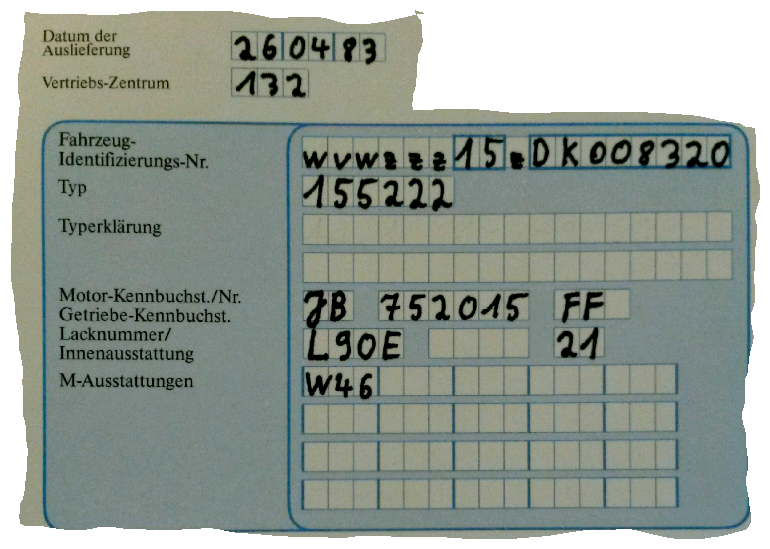 Datum der
Auslieferung 260483
Vertriebs-Zentrum 132
Fahrzeug-
Identifizierungs-Nr. WVWZZZ15ZDK008320
Typ 155222
Typerklärung
Motor-Kennbuchst./Nr. JB 752015 FF
Getriebe-Kennbuchst.
Lacknummer/ L90E 21
Innenausstattung
M-Ausstattungen W46